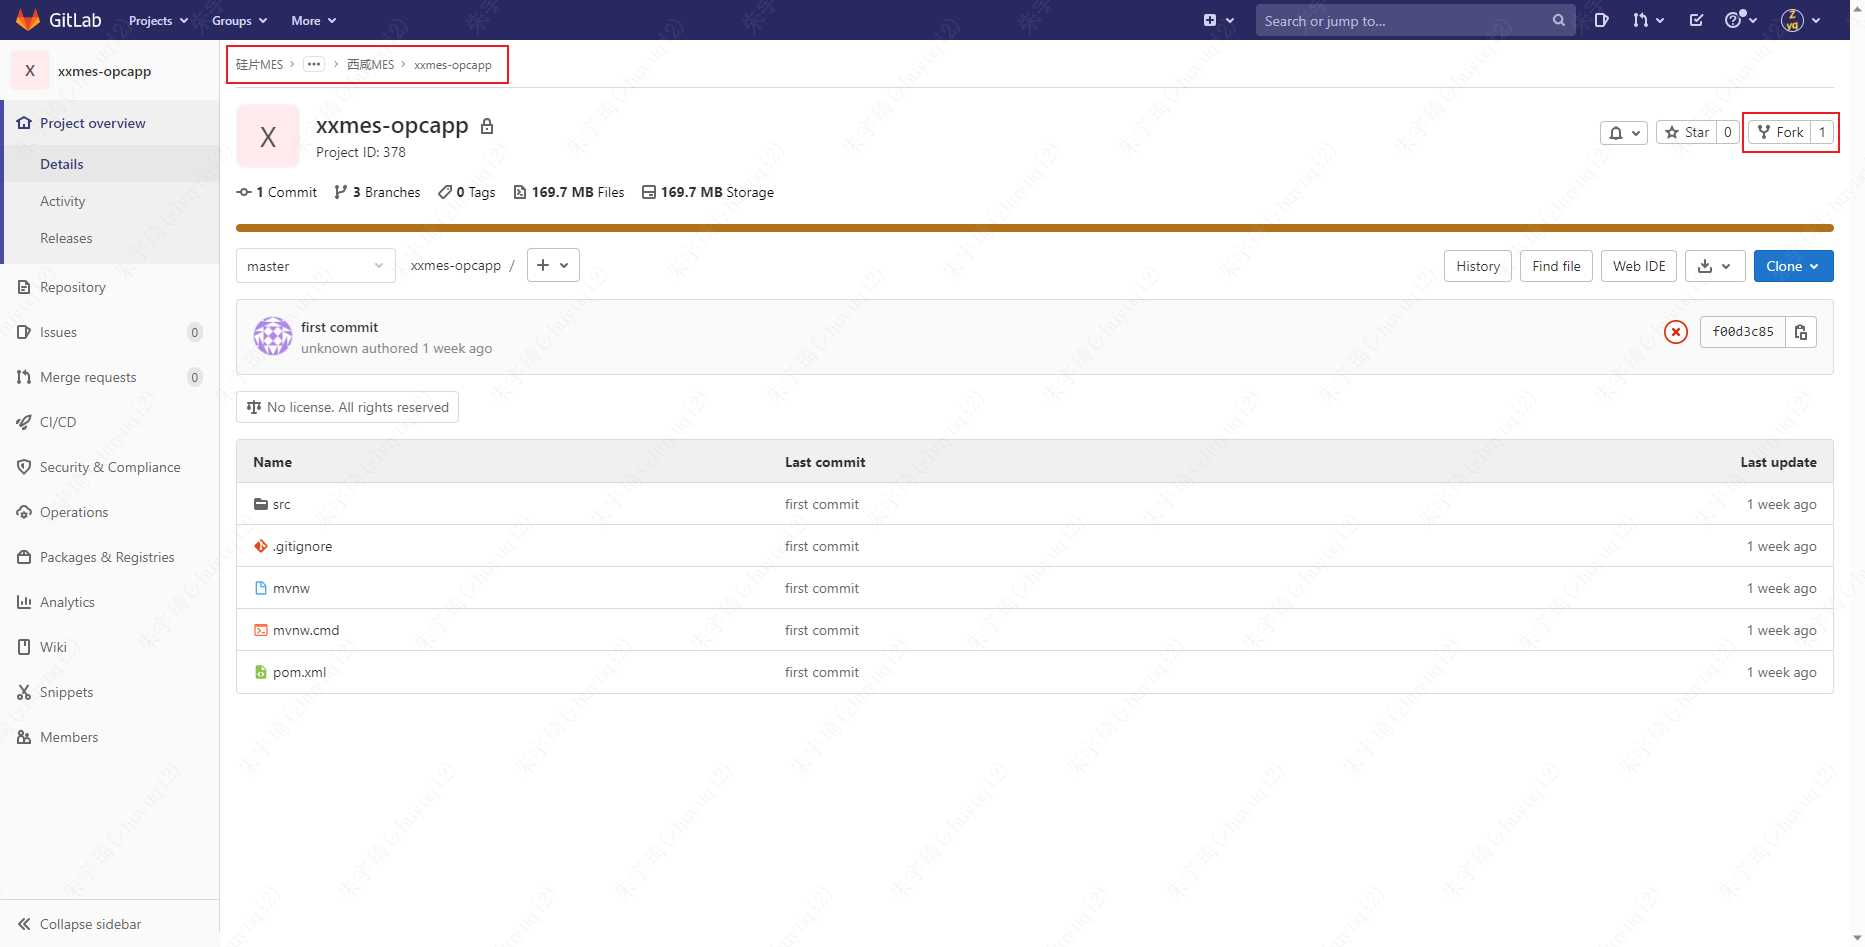 GitLab Projects Groups More Search or jump to...
Z yq
X xxmes-opcapp
硅片MES › ••• › 西咸MES › xxmes-opcapp
Project overview
Details
Activity
Releases
Repository
Issues 0
Merge requests 0
CI/CD
Security & Compliance
Operations
Packages & Registries
Analytics
Wiki
Snippets
Members
Collapse sidebar
X xxmes-opcapp
Project ID: 378
Star 0 Fork 1
1 Commit 3 Branches 0 Tags 169.7 MB Files 169.7 MB Storage
master xxmes-opcapp / + History Find file Web IDE Clone
first commit
unknown authored 1 week ago
f00d3c85
No license. All rights reserved
Name Last commit Last update
src first commit 1 week ago
.gitignore first commit 1 week ago
mvnw first commit 1 week ago
mvnw.cmd first commit 1 week ago
pom.xml first commit 1 week ago
朱宇琦(zhuyuqi2)